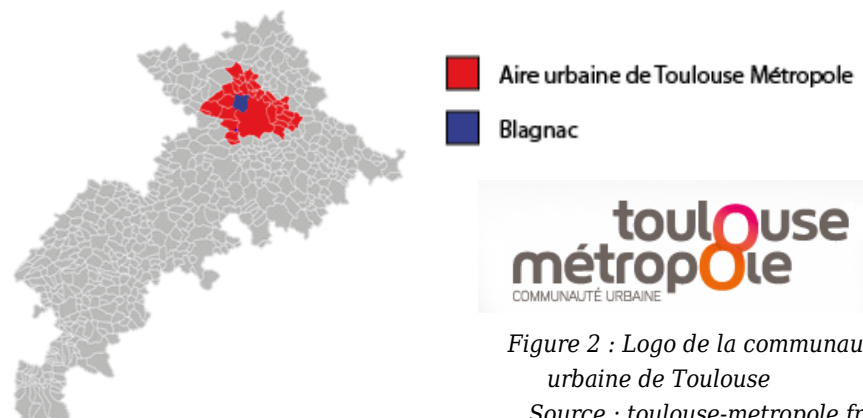 Aire urbaine de Toulouse Métropole
Blagnac
toulouse
métropole
COMMUNAUTÉ URBAINE
Figure 2 : Logo de la communau
urbaine de Toulouse
Source : toulouse-metropole.fr